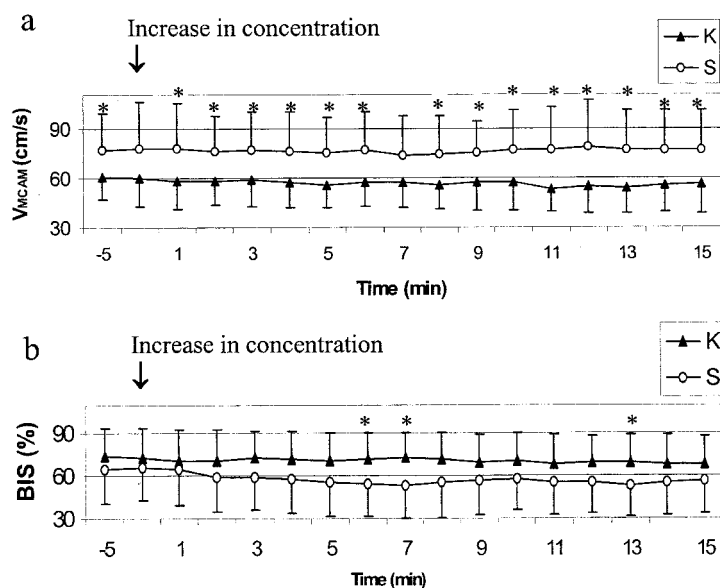 a
Increase in concentration
↓
K
S
* * * * * * * * * * * * * * *
90
60
30
VMCAM (cm/s)
-5 1 3 5 7 9 11 13 15
Time (min)
b
Increase in concentration
↓
K
S
* * *
90
60
30
BIS (%)
-5 1 3 5 7 9 11 13 15
Time (min)